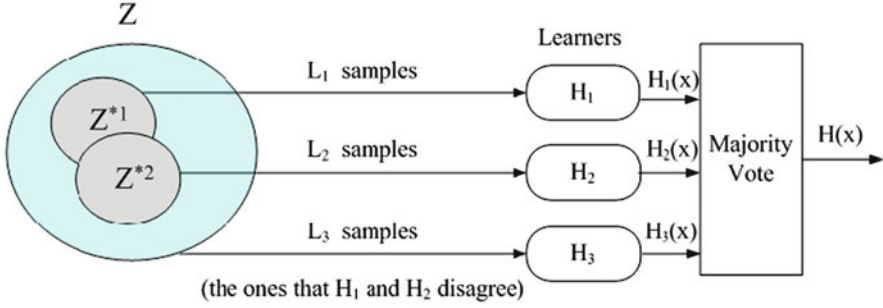 Z
Learners
Z*1
L₁ samples
H₁
H₁(x)
Z*2
L₂ samples
H₂
H₂(x)
Majority
Vote
H(x)
L₃ samples
H₃
H₃(x)
(the ones that H₁ and H₂ disagree)